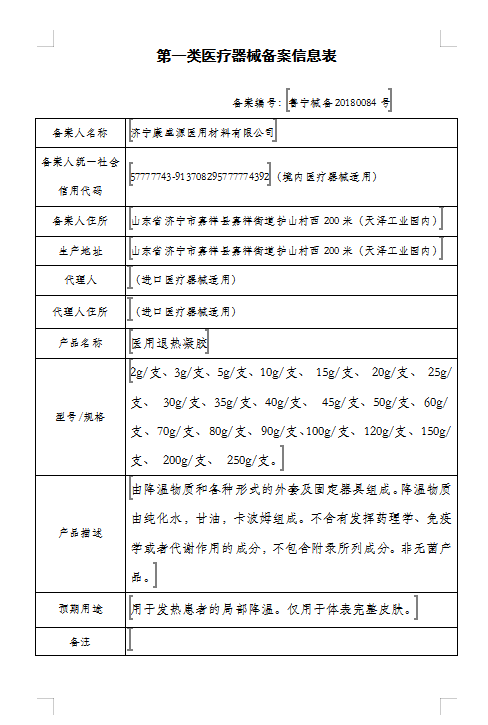 第一类医疗器械备案信息表
备案编号：鲁宁械备20180084号
备案人名称 济宁康盛源医用材料有限公司
备案人统一社会
信用代码
57777743-913708295777774392（境内医疗器械适用）
备案人住所 山东省济宁市嘉祥县嘉祥街道护山村西200米（天泽工业园内）
生产地址 山东省济宁市嘉祥县嘉祥街道护山村西200米（天泽工业园内）
代理人 （进口医疗器械适用）
代理人住所 （进口医疗器械适用）
产品名称 医用退热凝胶
型号/规格
2g/支、3g/支、5g/支、10g/支、 15g/支、 20g/支、 25g/
支、 30g/支、35g/支、40g/支、 45g/支、50g/支、60g/
支、70g/支、80g/支、90g/支、100g/支、120g/支、150g/
支、 200g/支、 250g/支。
产品描述
由降温物质和各种形式的外套及固定器具组成。降温物质
由纯化水，甘油，卡波姆组成。不含有发挥药理学、免疫
学或者代谢作用的成分，不包含附录所列成分。非无菌产
品。
预期用途 用于发热患者的局部降温。仅用于体表完整皮肤。
备注